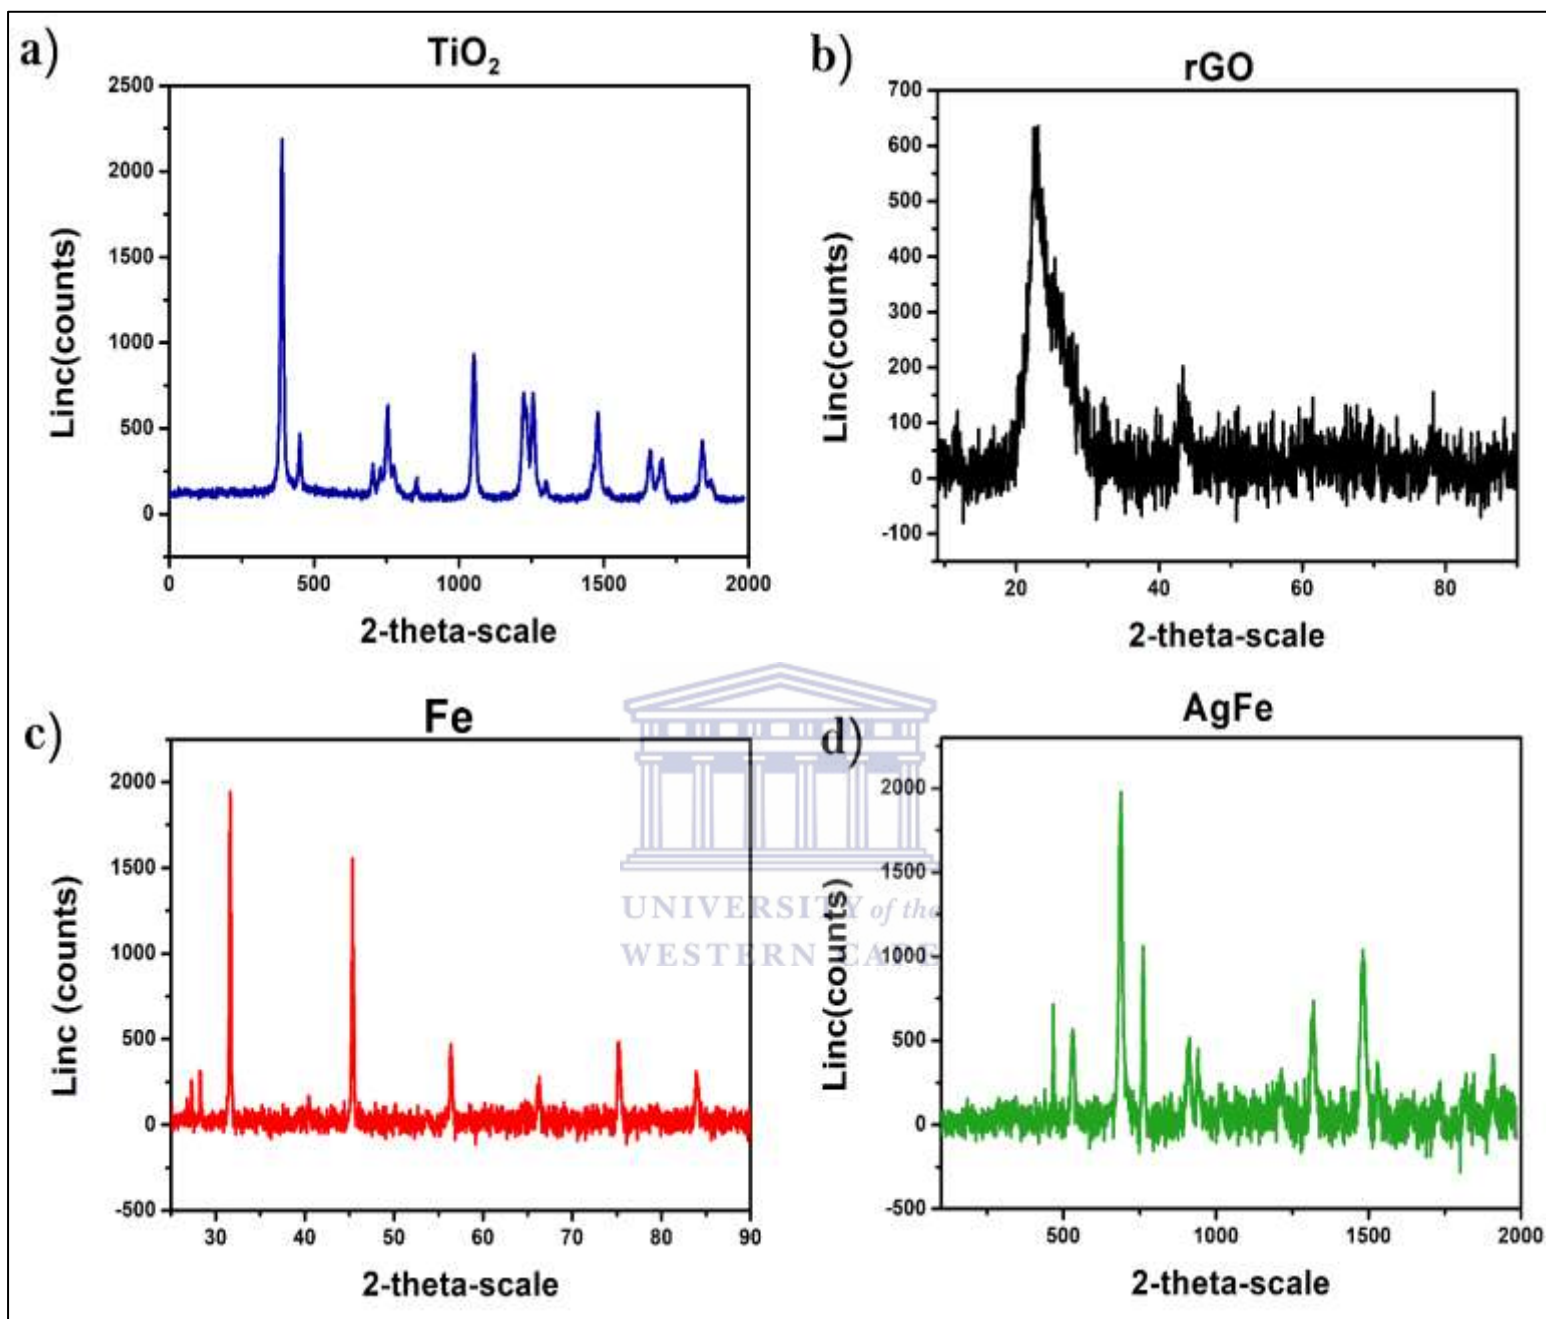 a)
TiO₂
2500
2000
1500
1000
500
0
Linc(counts)
0 500 1000 1500 2000
2-theta-scale
b)
rGO
700
600
500
400
300
200
100
0
-100
Linc(counts)
20 40 60 80
2-theta-scale
c)
Fe
2000
1500
1000
500
0
-500
Linc (counts)
30 40 50 60 70 80 90
2-theta-scale
d)
AgFe
2000
1500
1000
500
0
-500
Linc(counts)
500 1000 1500 2000
2-theta-scale
UNIVERSITY of the
WESTERN CAPE